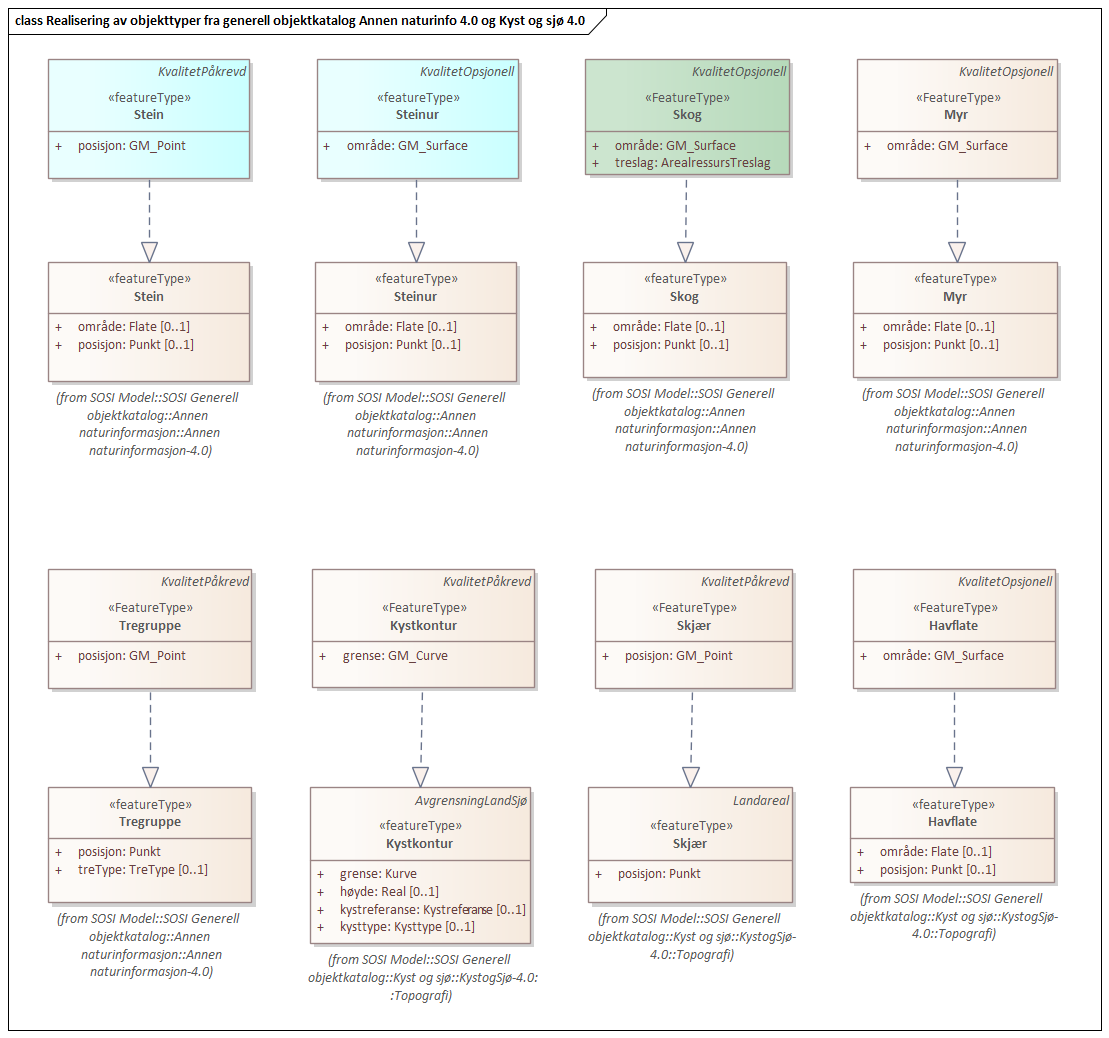 class Realisering av objekttyper fra generell objektkatalog Annen naturinfo 4.0 og Kyst og sjø 4.0
KvalitetPåkrevd
«featureType»
Stein
+ posisjon: GM_Point
KvalitetOpsjonell
«featureType»
Steinur
+ område: GM_Surface
KvalitetOpsjonell
«FeatureType»
Skog
+ område: GM_Surface
+ treslag: ArealressursTreslag
KvalitetOpsjonell
«FeatureType»
Myr
+ område: GM_Surface
«featureType»
Stein
+ område: Flate [0..1]
+ posisjon: Punkt [0..1]
(from SOSI Model::SOSI Generell
objektkatalog::Annen
naturinformasjon::Annen
naturinformasjon-4.0)
«featureType»
Steinur
+ område: Flate [0..1]
+ posisjon: Punkt [0..1]
(from SOSI Model::SOSI Generell
objektkatalog::Annen
naturinformasjon::Annen
naturinformasjon-4.0)
«featureType»
Skog
+ område: Flate [0..1]
+ posisjon: Punkt [0..1]
(from SOSI Model::SOSI Generell
objektkatalog::Annen
naturinformasjon::Annen
naturinformasjon-4.0)
«featureType»
Myr
+ område: Flate [0..1]
+ posisjon: Punkt [0..1]
(from SOSI Model::SOSI Generell
objektkatalog::Annen
naturinformasjon::Annen
naturinformasjon-4.0)
KvalitetPåkrevd
«FeatureType»
Tregruppe
+ posisjon: GM_Point
KvalitetPåkrevd
«FeatureType»
Kystkontur
+ grense: GM_Curve
KvalitetPåkrevd
«FeatureType»
Skjær
+ posisjon: GM_Point
KvalitetOpsjonell
«FeatureType»
Havflate
+ område: GM_Surface
«featureType»
Tregruppe
+ posisjon: Punkt
+ treType: TreType [0..1]
(from SOSI Model::SOSI Generell
objektkatalog::Annen
naturinformasjon::Annen
naturinformasjon-4.0)
AvgrensningLandSjø
«featureType»
Kystkontur
+ grense: Kurve
+ høyde: Real [0..1]
+ kystreferanse: Kystreferanse [0..1]
+ kysttype: Kysttype [0..1]
(from SOSI Model::SOSI Generell
objektkatalog::Kyst og sjø::KystogSjø-4.0:
:Topografi)
Landareal
«featureType»
Skjær
+ posisjon: Punkt
(from SOSI Model::SOSI Generell
objektkatalog::Kyst og sjø::KystogSjø-
4.0::Topografi)
«featureType»
Havflate
+ område: Flate [0..1]
+ posisjon: Punkt [0..1]
(from SOSI Model::SOSI Generell
objektkatalog::Kyst og sjø::KystogSjø-
4.0::Topografi)